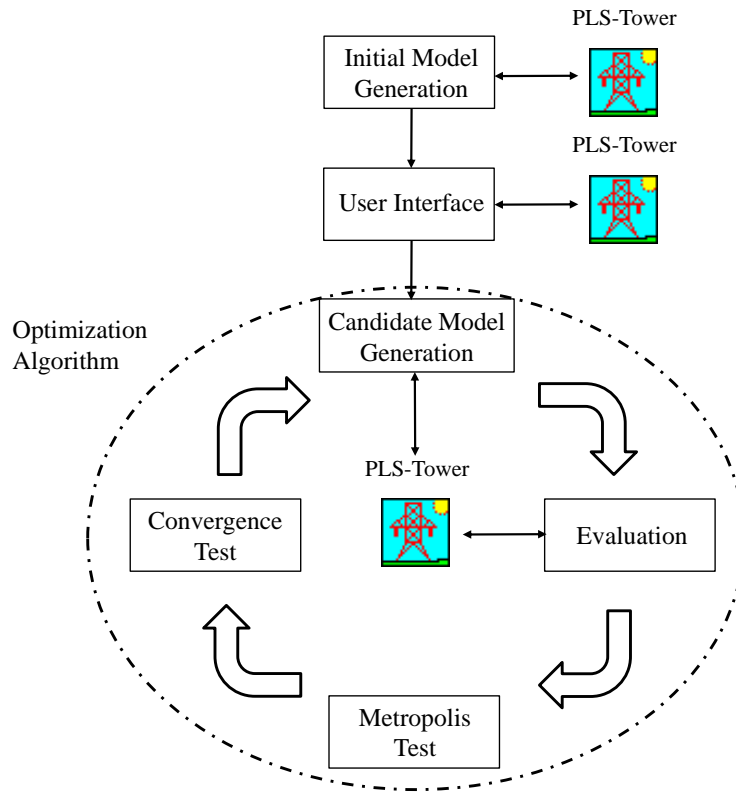 PLS-Tower
Initial Model
Generation
PLS-Tower
User Interface
Optimization
Algorithm
Candidate Model
Generation
PLS-Tower
Convergence
Test
Evaluation
Metropolis
Test